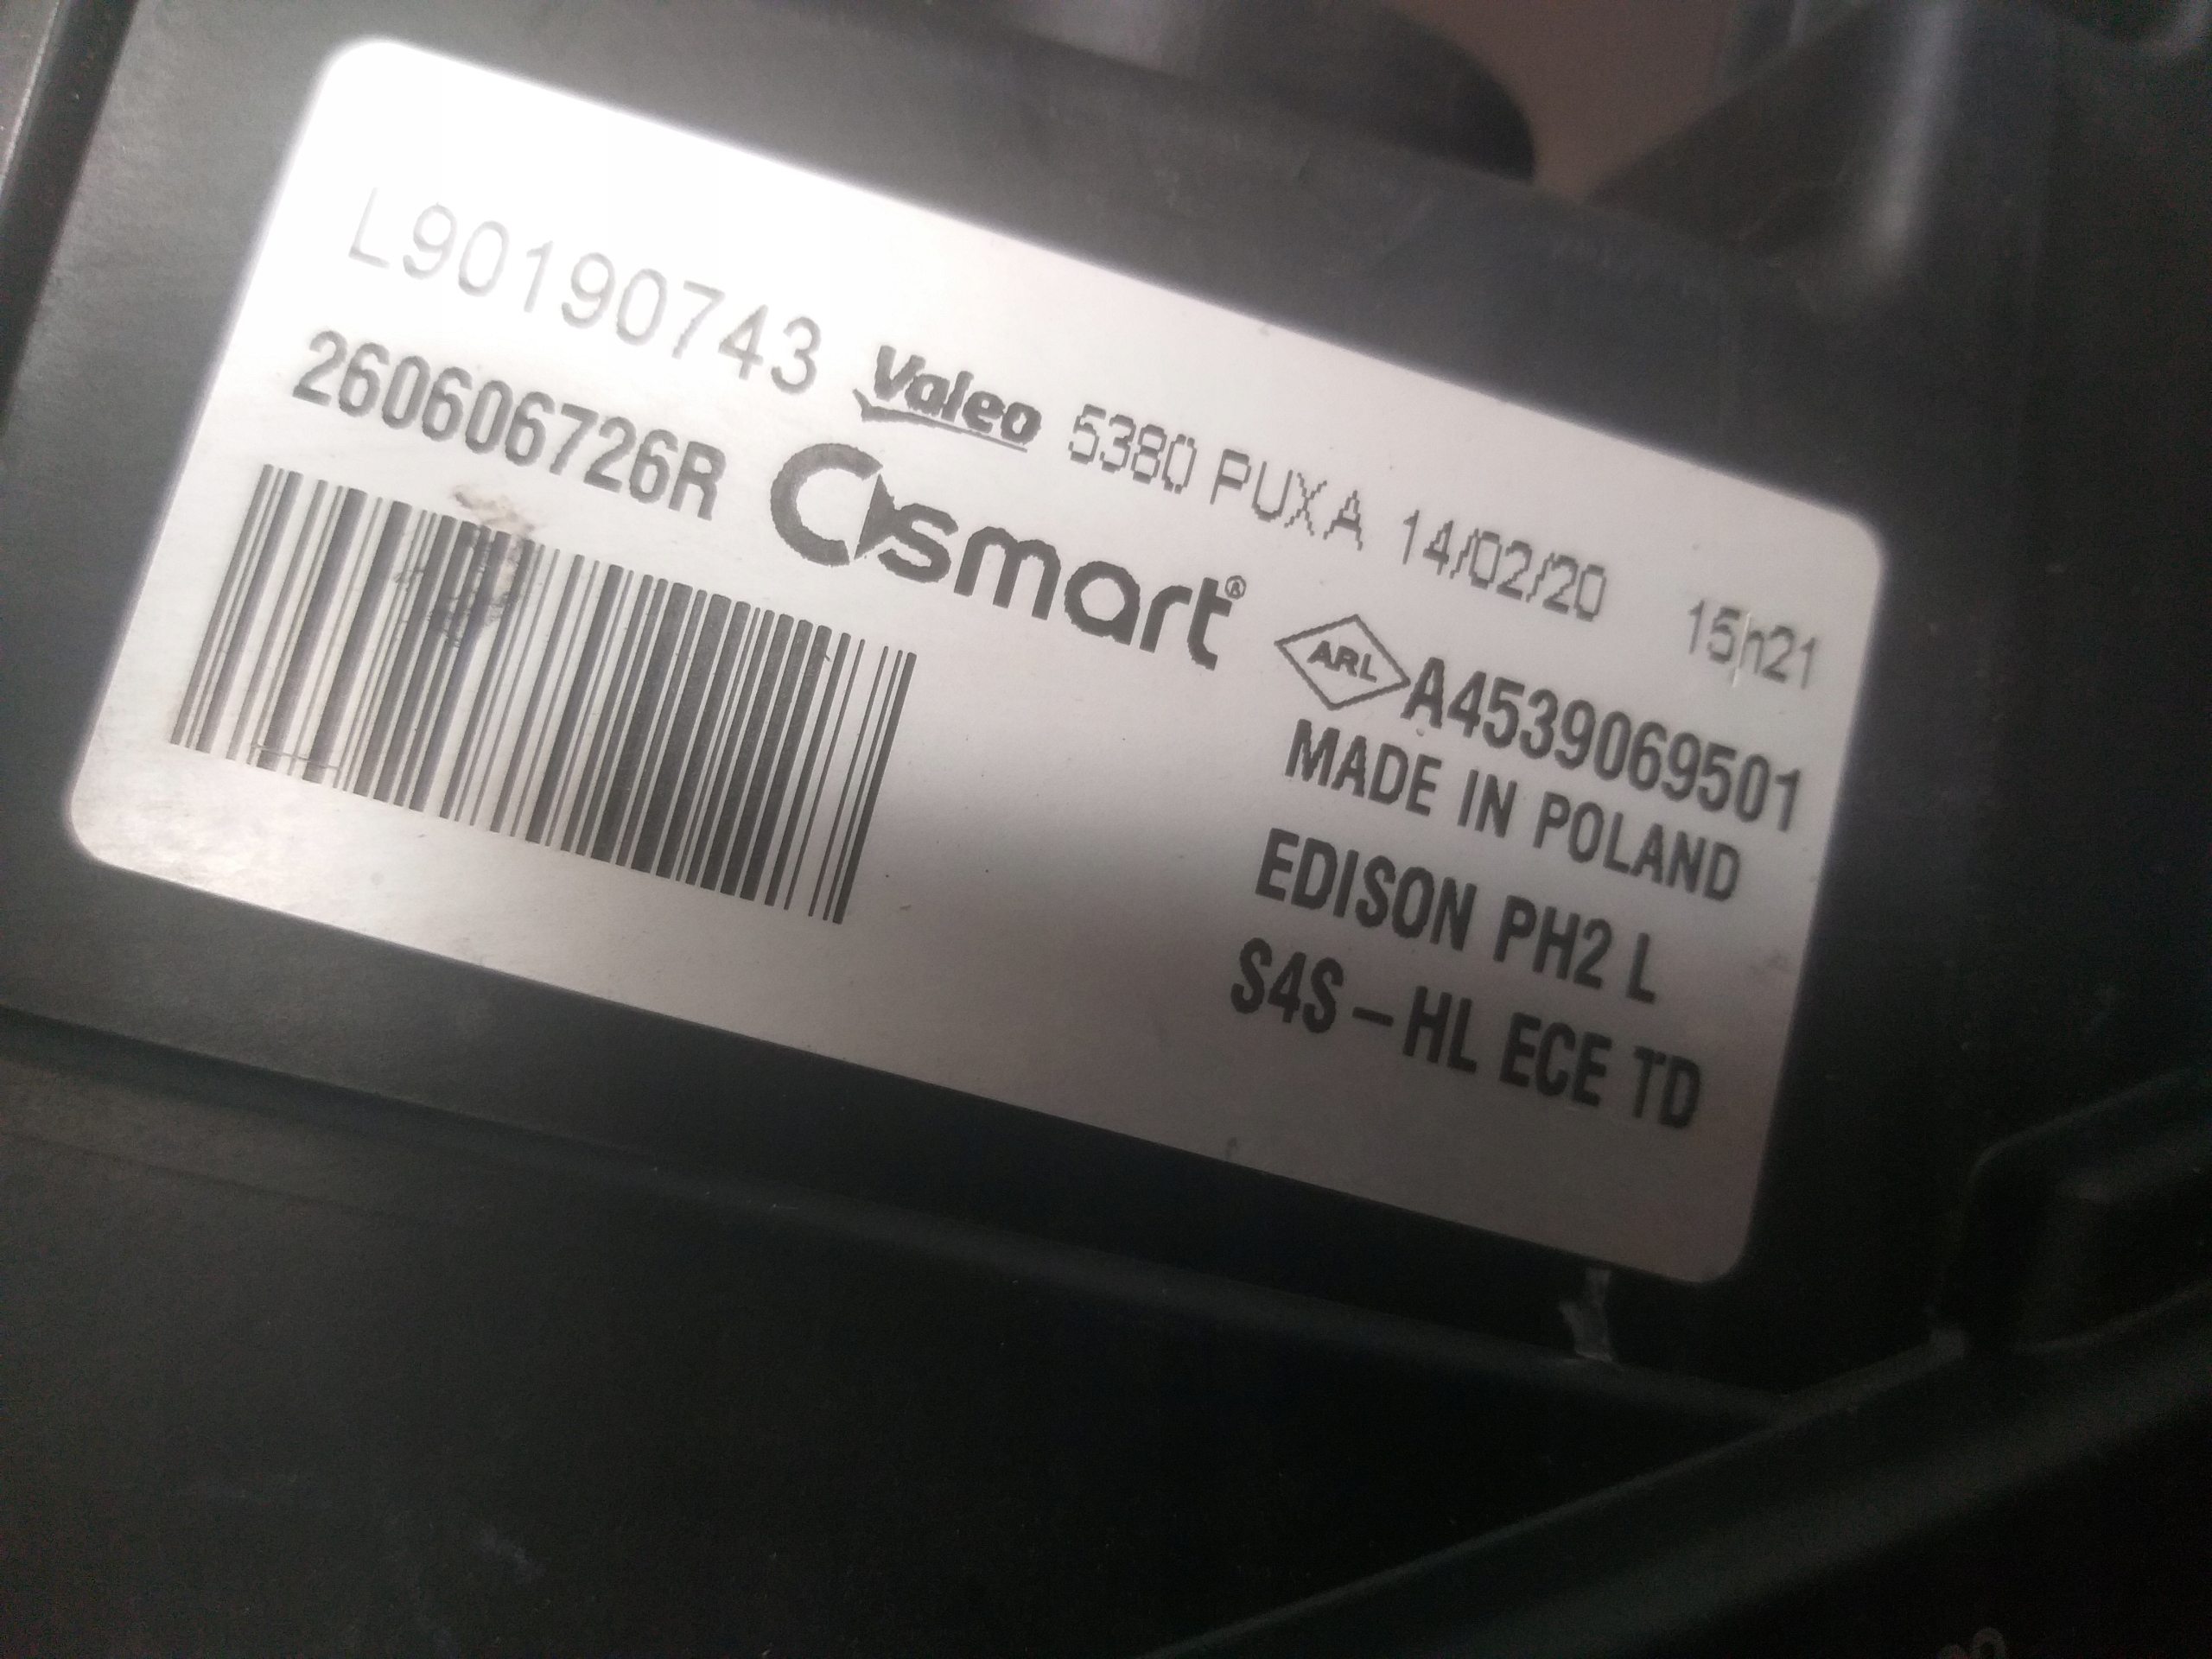 L90190743 Valeo 5380 PUXA 14/02/20 15h21
260606726R smart® ARL A4539069501
MADE IN POLAND
EDISON PH2 L
S4S-HL ECE TD